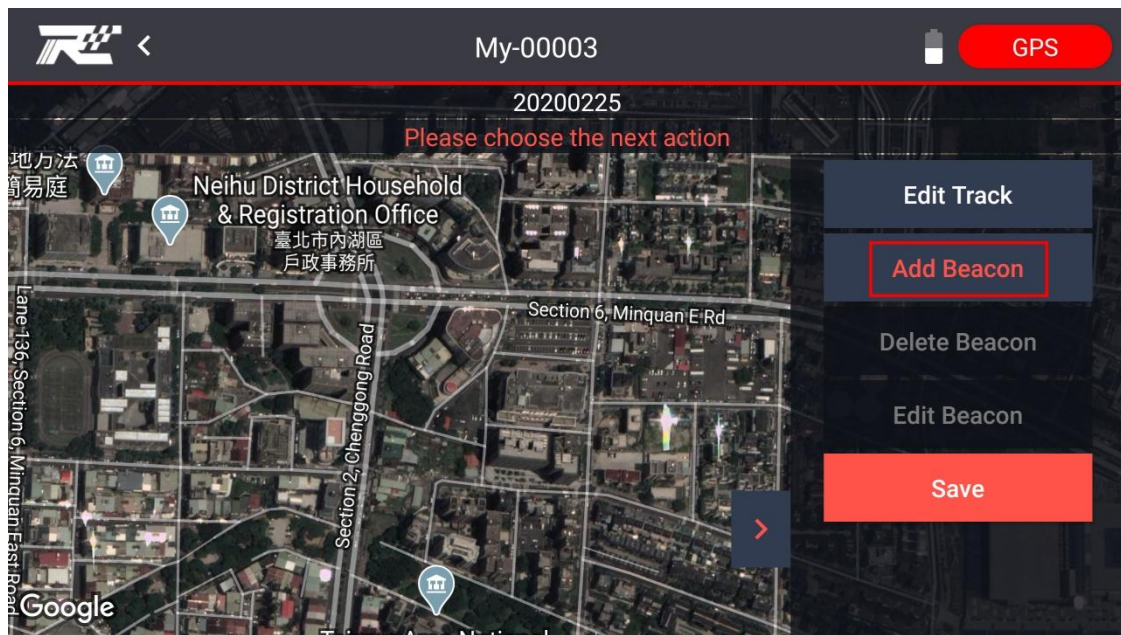 My-00003
GPS
20200225
Please choose the next action
地方法
簡易庭
Neihu District Household
& Registration Office
臺北市內湖區
戶政事務所
Edit Track
Add Beacon
Delete Beacon
Edit Beacon
Save
Section 6, Minquan E Rd
Lane 136, Section 6, Minquan East Road
Section 2, Chenggong Road
Google